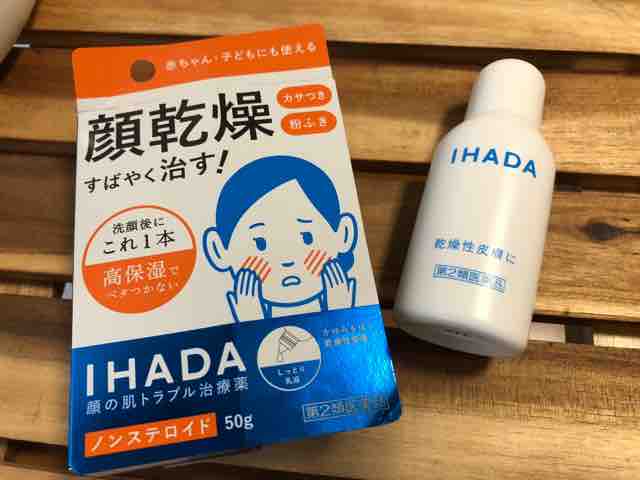 赤ちゃん・子どもにも使える
顔乾燥
カサつき
粉ふき
すばやく治す!
洗顔後に
これ1本
高保湿で
ベタつかない
IHADA
顔の肌トラブル治療薬
しっとり
乳液
ノンステロイド 50g
第2類医薬品
IHADA
乾燥性皮膚に
第2類医薬品